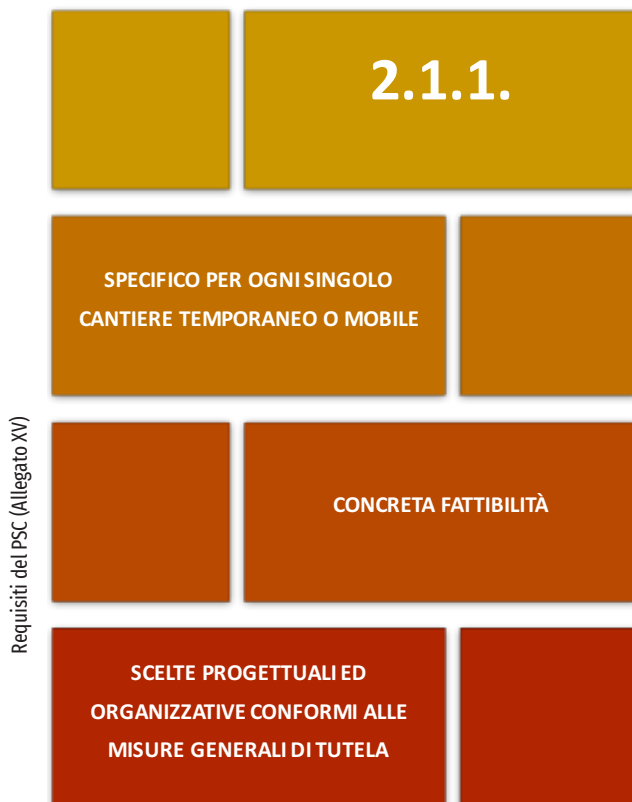 2.1.1.
SPECIFICO PER OGNI SINGOLO
CANTIERE TEMPORANEO O MOBILE
CONCRETA FATTIBILITÀ
SCELTE PROGETTUALI ED
ORGANIZZATIVE CONFORMI ALLE
MISURE GENERALI DI TUTELA
Requisiti del PSC (Allegato XV)